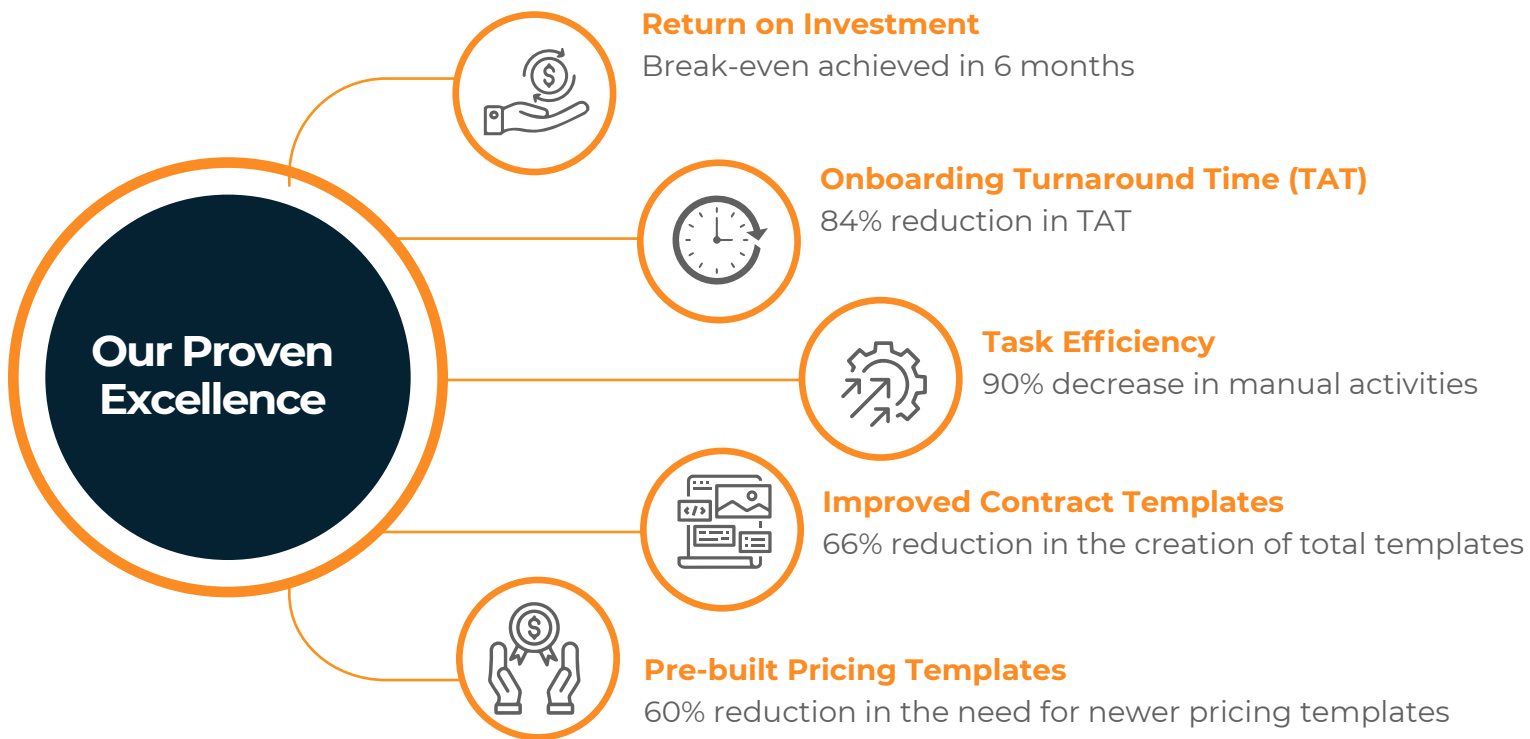 Our Proven
Excellence
Return on Investment
Break-even achieved in 6 months
Onboarding Turnaround Time (TAT)
84% reduction in TAT
Task Efficiency
90% decrease in manual activities
Improved Contract Templates
66% reduction in the creation of total templates
Pre-built Pricing Templates
60% reduction in the need for newer pricing templates